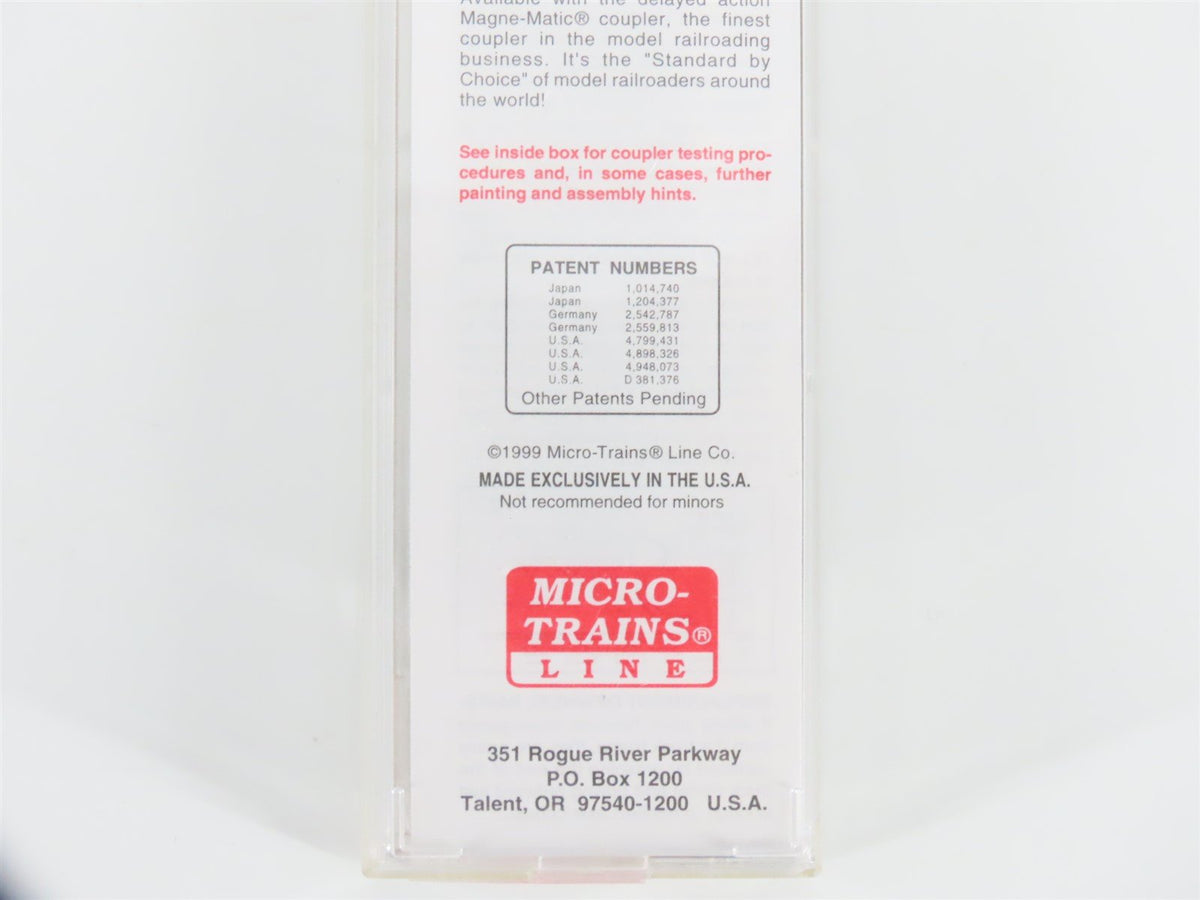 Available with the delayed action
Magne-Matic® coupler, the finest
coupler in the model railroading
business. It's the "Standard by
Choice" of model railroaders around
the world!
See inside box for coupler testing pro-
cedures and, in some cases, further
painting and assembly hints.
PATENT NUMBERS
Japan 1,014,740
Japan 1,204,377
Germany 2,542,787
Germany 2,559,813
U.S.A. 4,799,431
U.S.A. 4,898,326
U.S.A. 4,948,073
U.S.A. D 381,376
Other Patents Pending
©1999 Micro-Trains® Line Co.
MADE EXCLUSIVELY IN THE U.S.A.
Not recommended for minors
MICRO-
TRAINS®
LINE
351 Rogue River Parkway
P.O. Box 1200
Talent, OR 97540-1200 U.S.A.